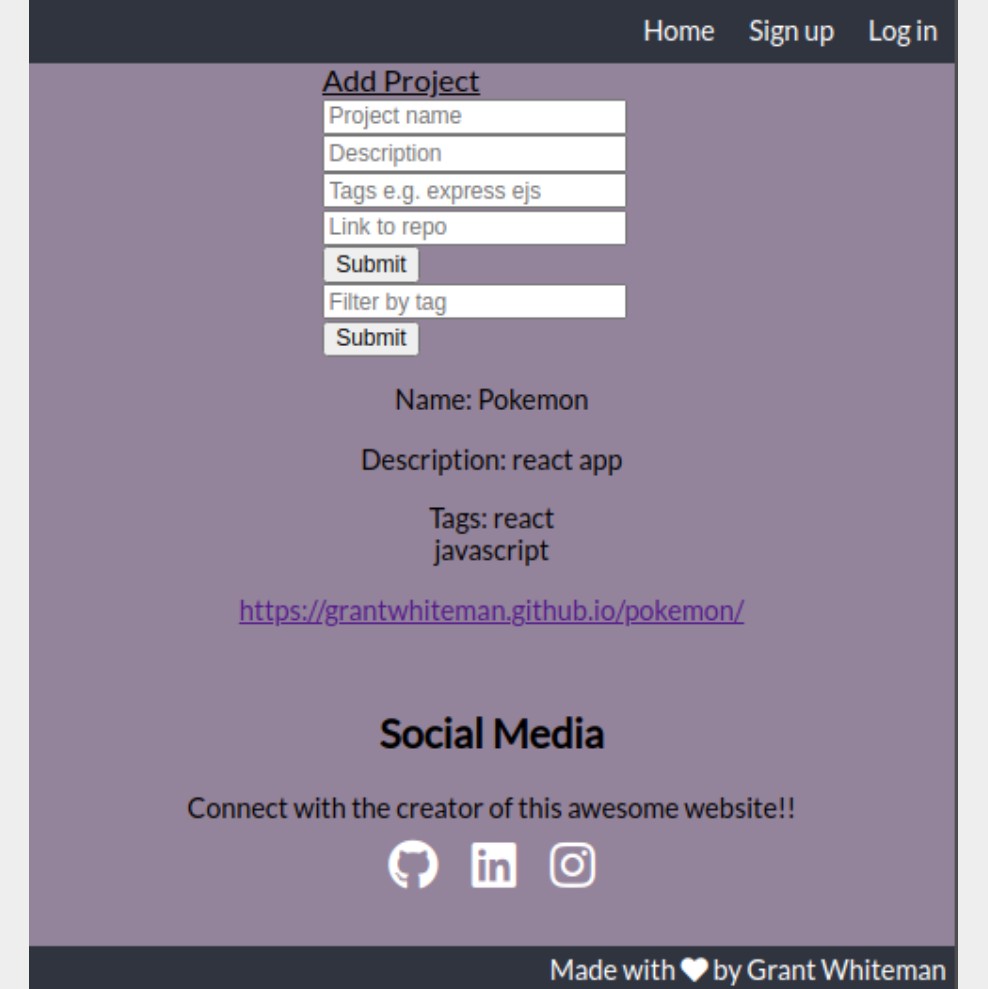 Home Sign up Log in
Add Project
Project name
Description
Tags e.g. express ejs
Link to repo
Submit
Filter by tag
Submit
Name: Pokemon
Description: react app
Tags: react
javascript
https://grantwhiteman.github.io/pokemon/
Social Media
Connect with the creator of this awesome website!!
in
Made with by Grant Whiteman